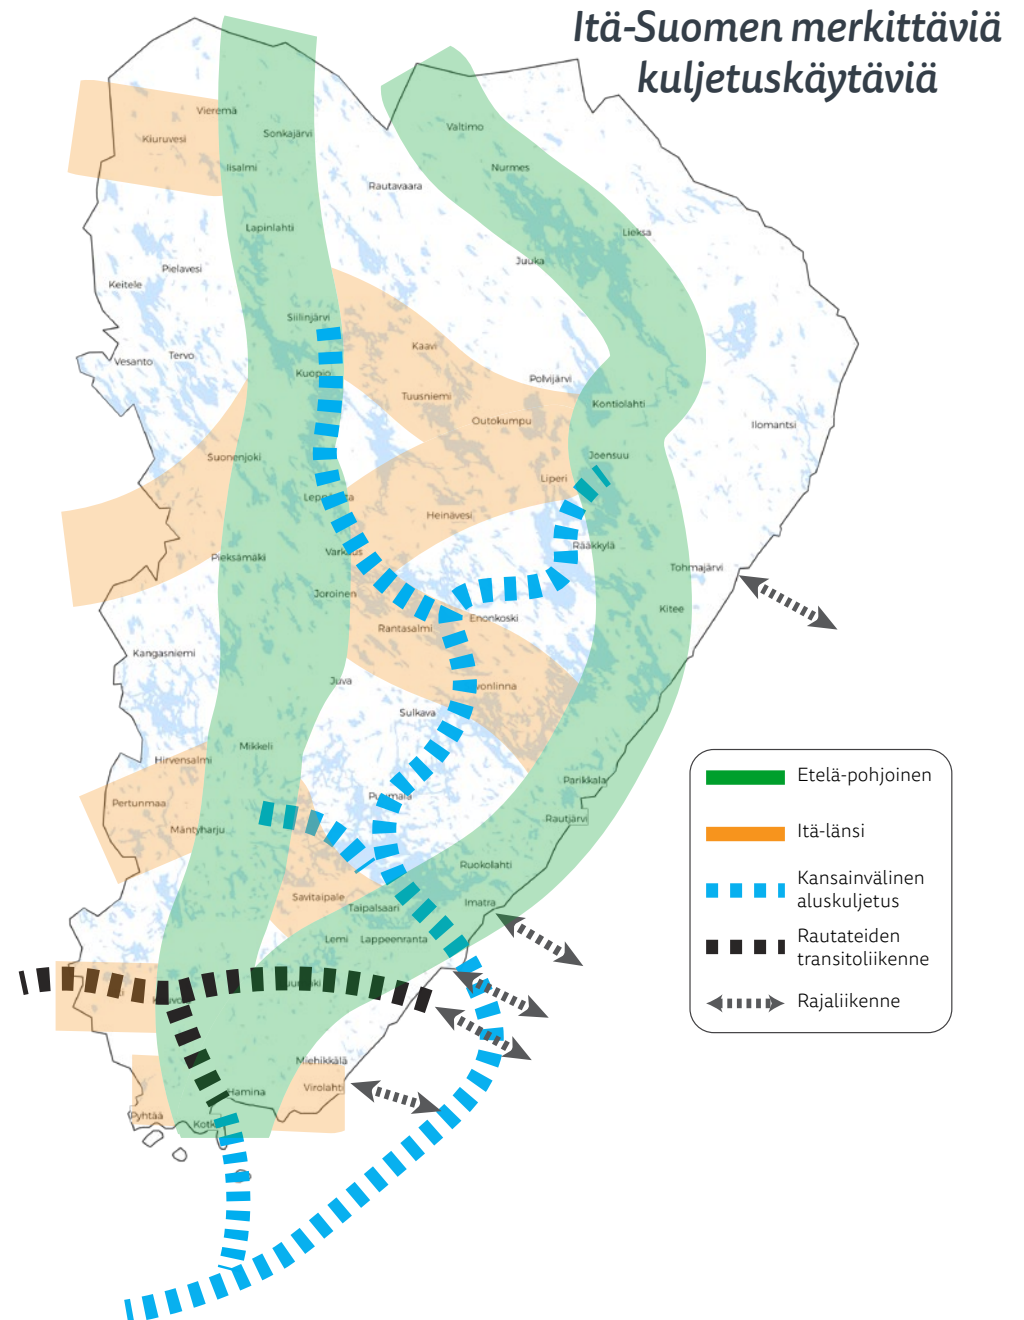 Itä-Suomen merkittäviä
kuljetuskäytäviä
Vieremä
Kiuruvesi
Sonkajärvi
Valtimo
Iisalmi
Nurmes
Rautavaara
Lapinlahti
Lieksa
Juuka
Pielavesi
Keitele
Siilinjärvi
Kaavi
Vesanto
Tervo
Kuopio
Polvijärvi
Tuusniemi
Kontiolahti
Outokumpu
Ilomantsi
Suonenjoki
Joensuu
Liperi
Heinävesi
Rääkkylä
Varkaus
Pieksämäki
Tohmajärvi
Joroinen
Kitee
Enonkoski
Rantasalmi
Kangasniemi
Juva
Sulkava
Mikkeli
Hirvensalmi
Parikkala
Pertunmaa
Rautjärvi
Mäntyharju
Ruokolahti
Savitaipale
Taipalsaari
Imatra
Lemi
Lappeenranta
Miehikkälä
Virolahti
Hamina
Pyhtää
Etelä-pohjoinen
Itä-länsi
Kansainvälinen
aluskuljetus
Rautateiden
transitoliikenne
Rajaliikenne